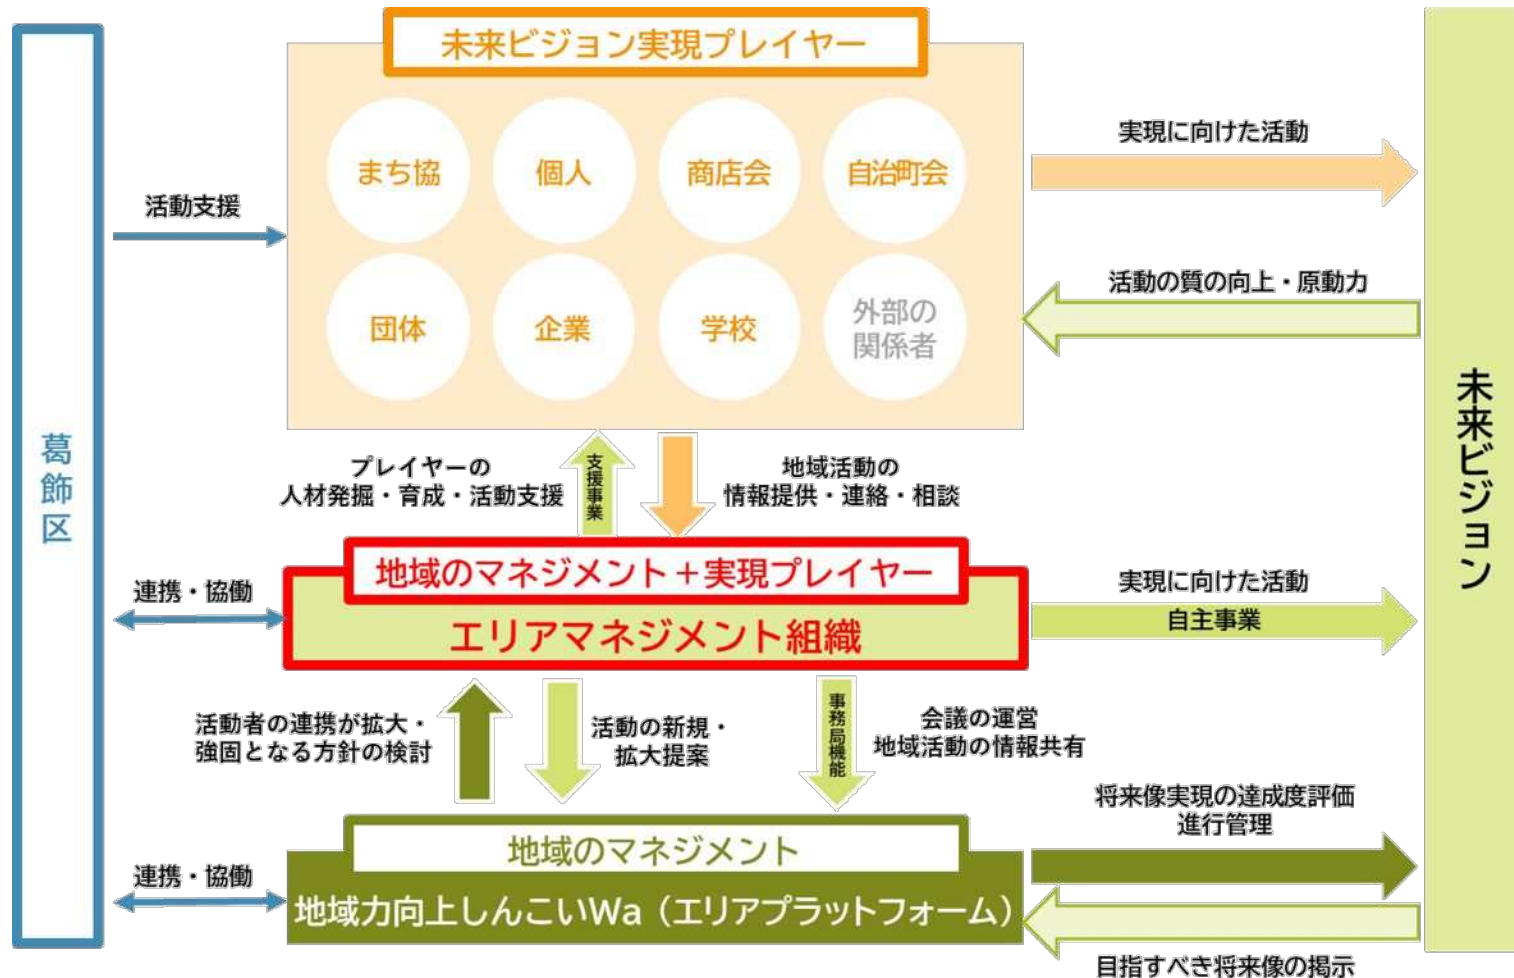 未来ビジョン実現プレイヤー
まち協
個人
商店会
自治町会
団体
企業
学校
外部の
関係者
葛飾区
活動支援
実現に向けた活動
活動の質の向上・原動力
未来ビジョン
プレイヤーの
人材発掘・育成・活動支援
支援事業
地域活動の
情報提供・連絡・相談
地域のマネジメント＋実現プレイヤー
エリアマネジメント組織
連携・協働
実現に向けた活動
自主事業
活動者の連携が拡大・
強固となる方針の検討
活動の新規・
拡大提案
事務局機能
会議の運営
地域活動の情報共有
地域のマネジメント
地域力向上しんこいWa（エリアプラットフォーム）
連携・協働
将来像実現の達成度評価
進行管理
目指すべき将来像の掲示